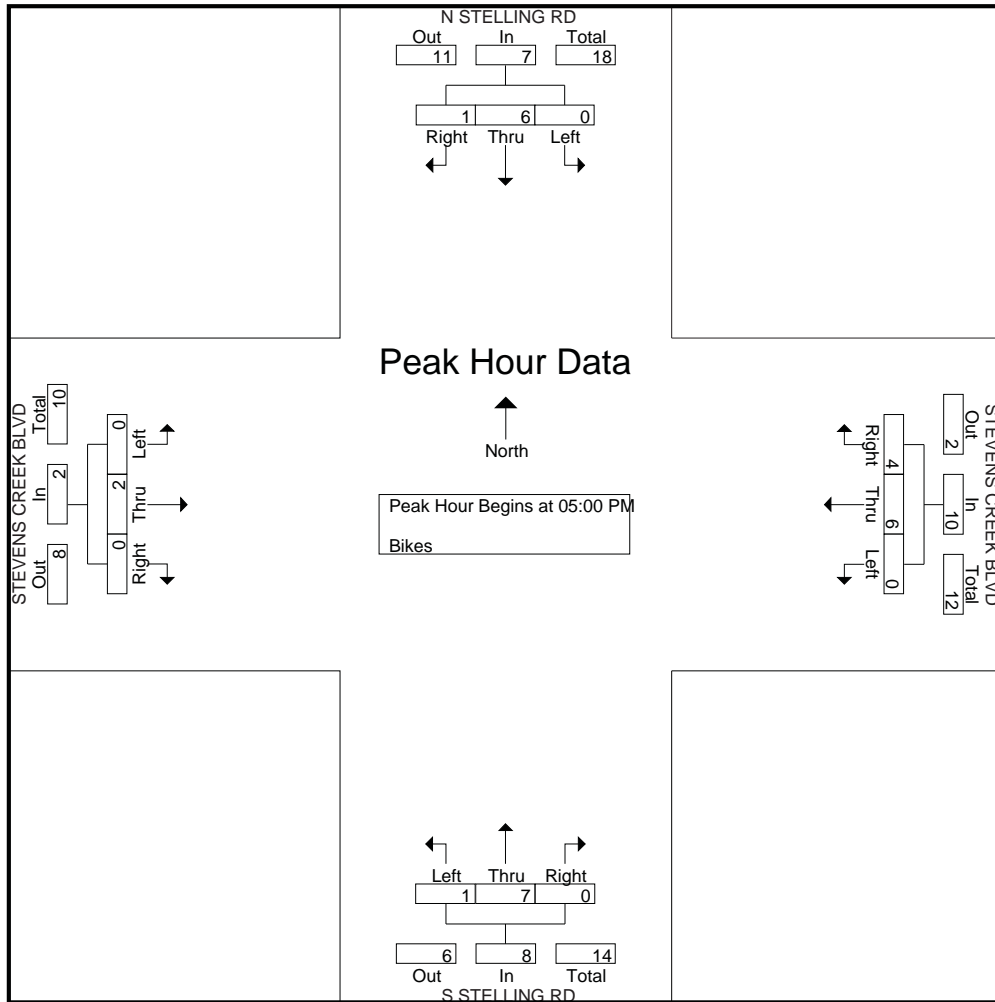 N STELLING RD
Out In Total
11 7 18
1 6 0
Right Thru Left
Peak Hour Data
North
Peak Hour Begins at 05:00 PM
Bikes
STEVENS CREEK BLVD
Out In Total
8 2 10
0 2 0
Left Thru Right
STEVENS CREEK BLVD
Out In Total
2 10 12
4 6 0
Right Thru Left
Left Thru Right
1 7 0
6 8 14
Out In Total
S STELLING RD